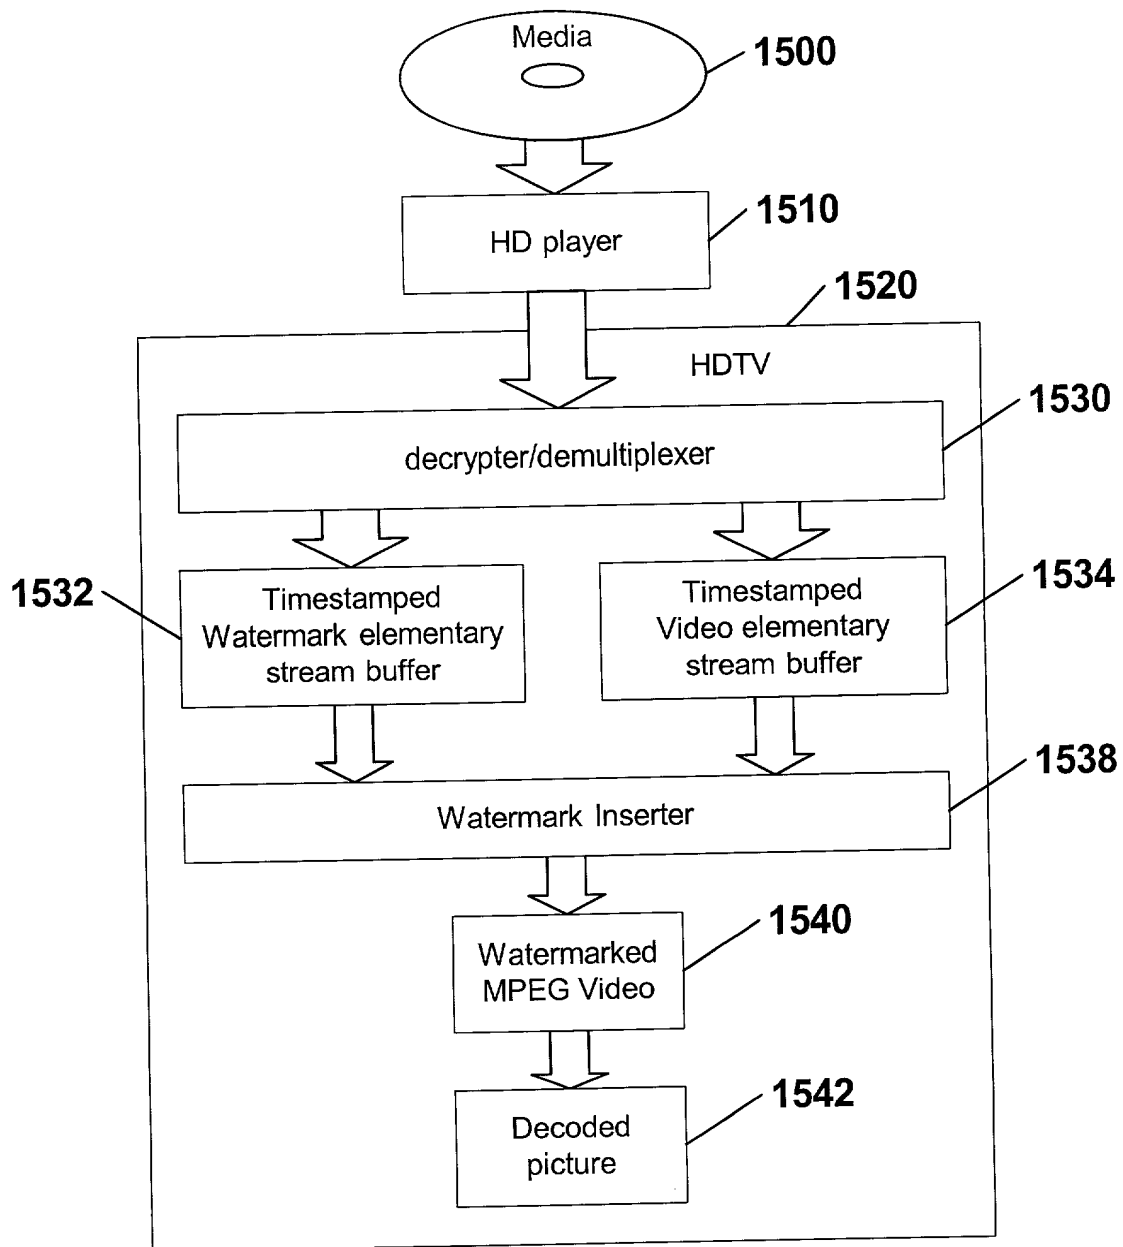 Media
1500
1510
HD player
1520
HDTV
1530
decrypter/demultiplexer
1532
Timestamped
Watermark elementary
stream buffer
Timestamped
Video elementary
stream buffer
1534
1538
Watermark Inserter
1540
Watermarked
MPEG Video
1542
Decoded
picture